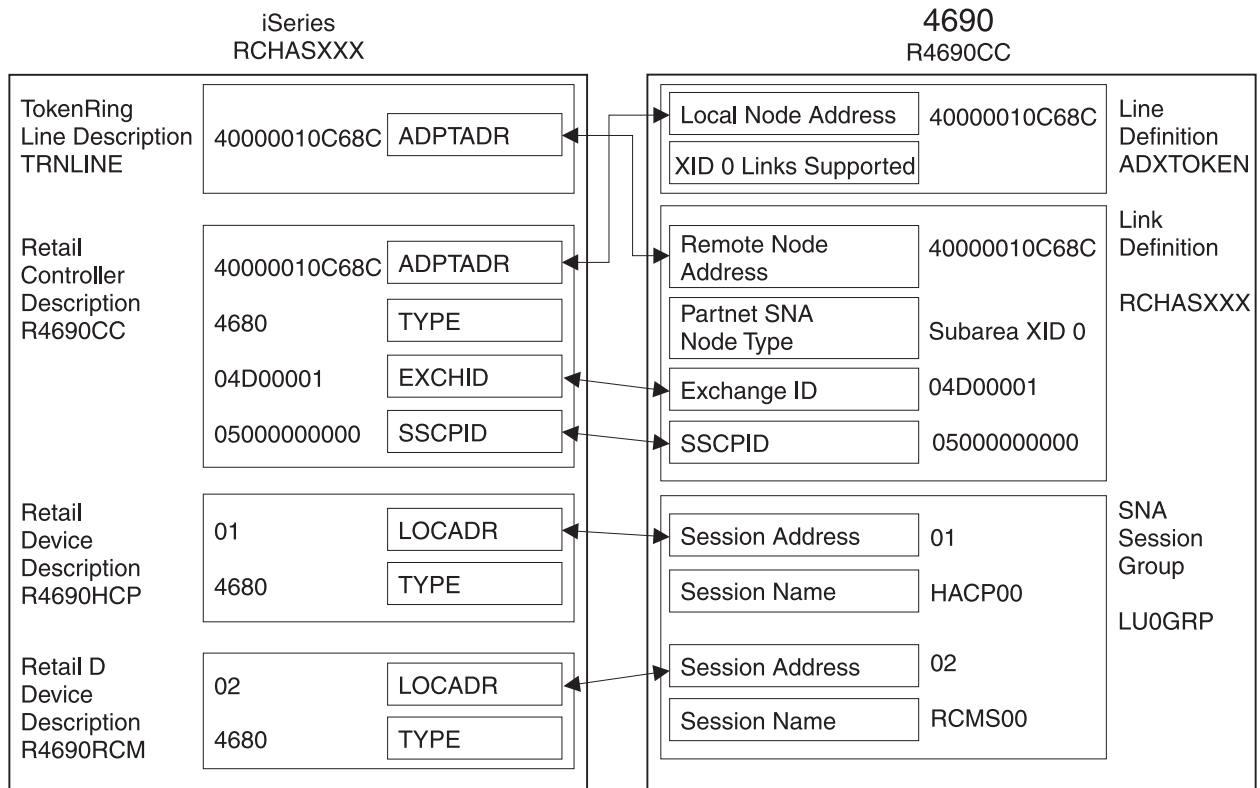 iSeries
RCHASXXX
4690
R4690CC
TokenRing
Line Description
TRNLINE
40000010C68C
ADPTADR
Retail
Controller
Description
R4690CC
40000010C68C
ADPTADR
4680
TYPE
04D00001
EXCHID
05000000000
SSCPID
Retail
Device
Description
R4690HCP
01
LOCADR
4680
TYPE
Retail D
Device
Description
R4690RCM
02
LOCADR
4680
TYPE
Local Node Address
40000010C68C
XID 0 Links Supported
Line
Definition
ADXTOKEN
Remote Node
Address
40000010C68C
Partnet SNA
Node Type
Subarea XID 0
Exchange ID
04D00001
SSCPID
05000000000
Link
Definition
RCHASXXX
Session Address
01
Session Name
HACP00
Session Address
02
Session Name
RCMS00
SNA
Session
Group
LU0GRP